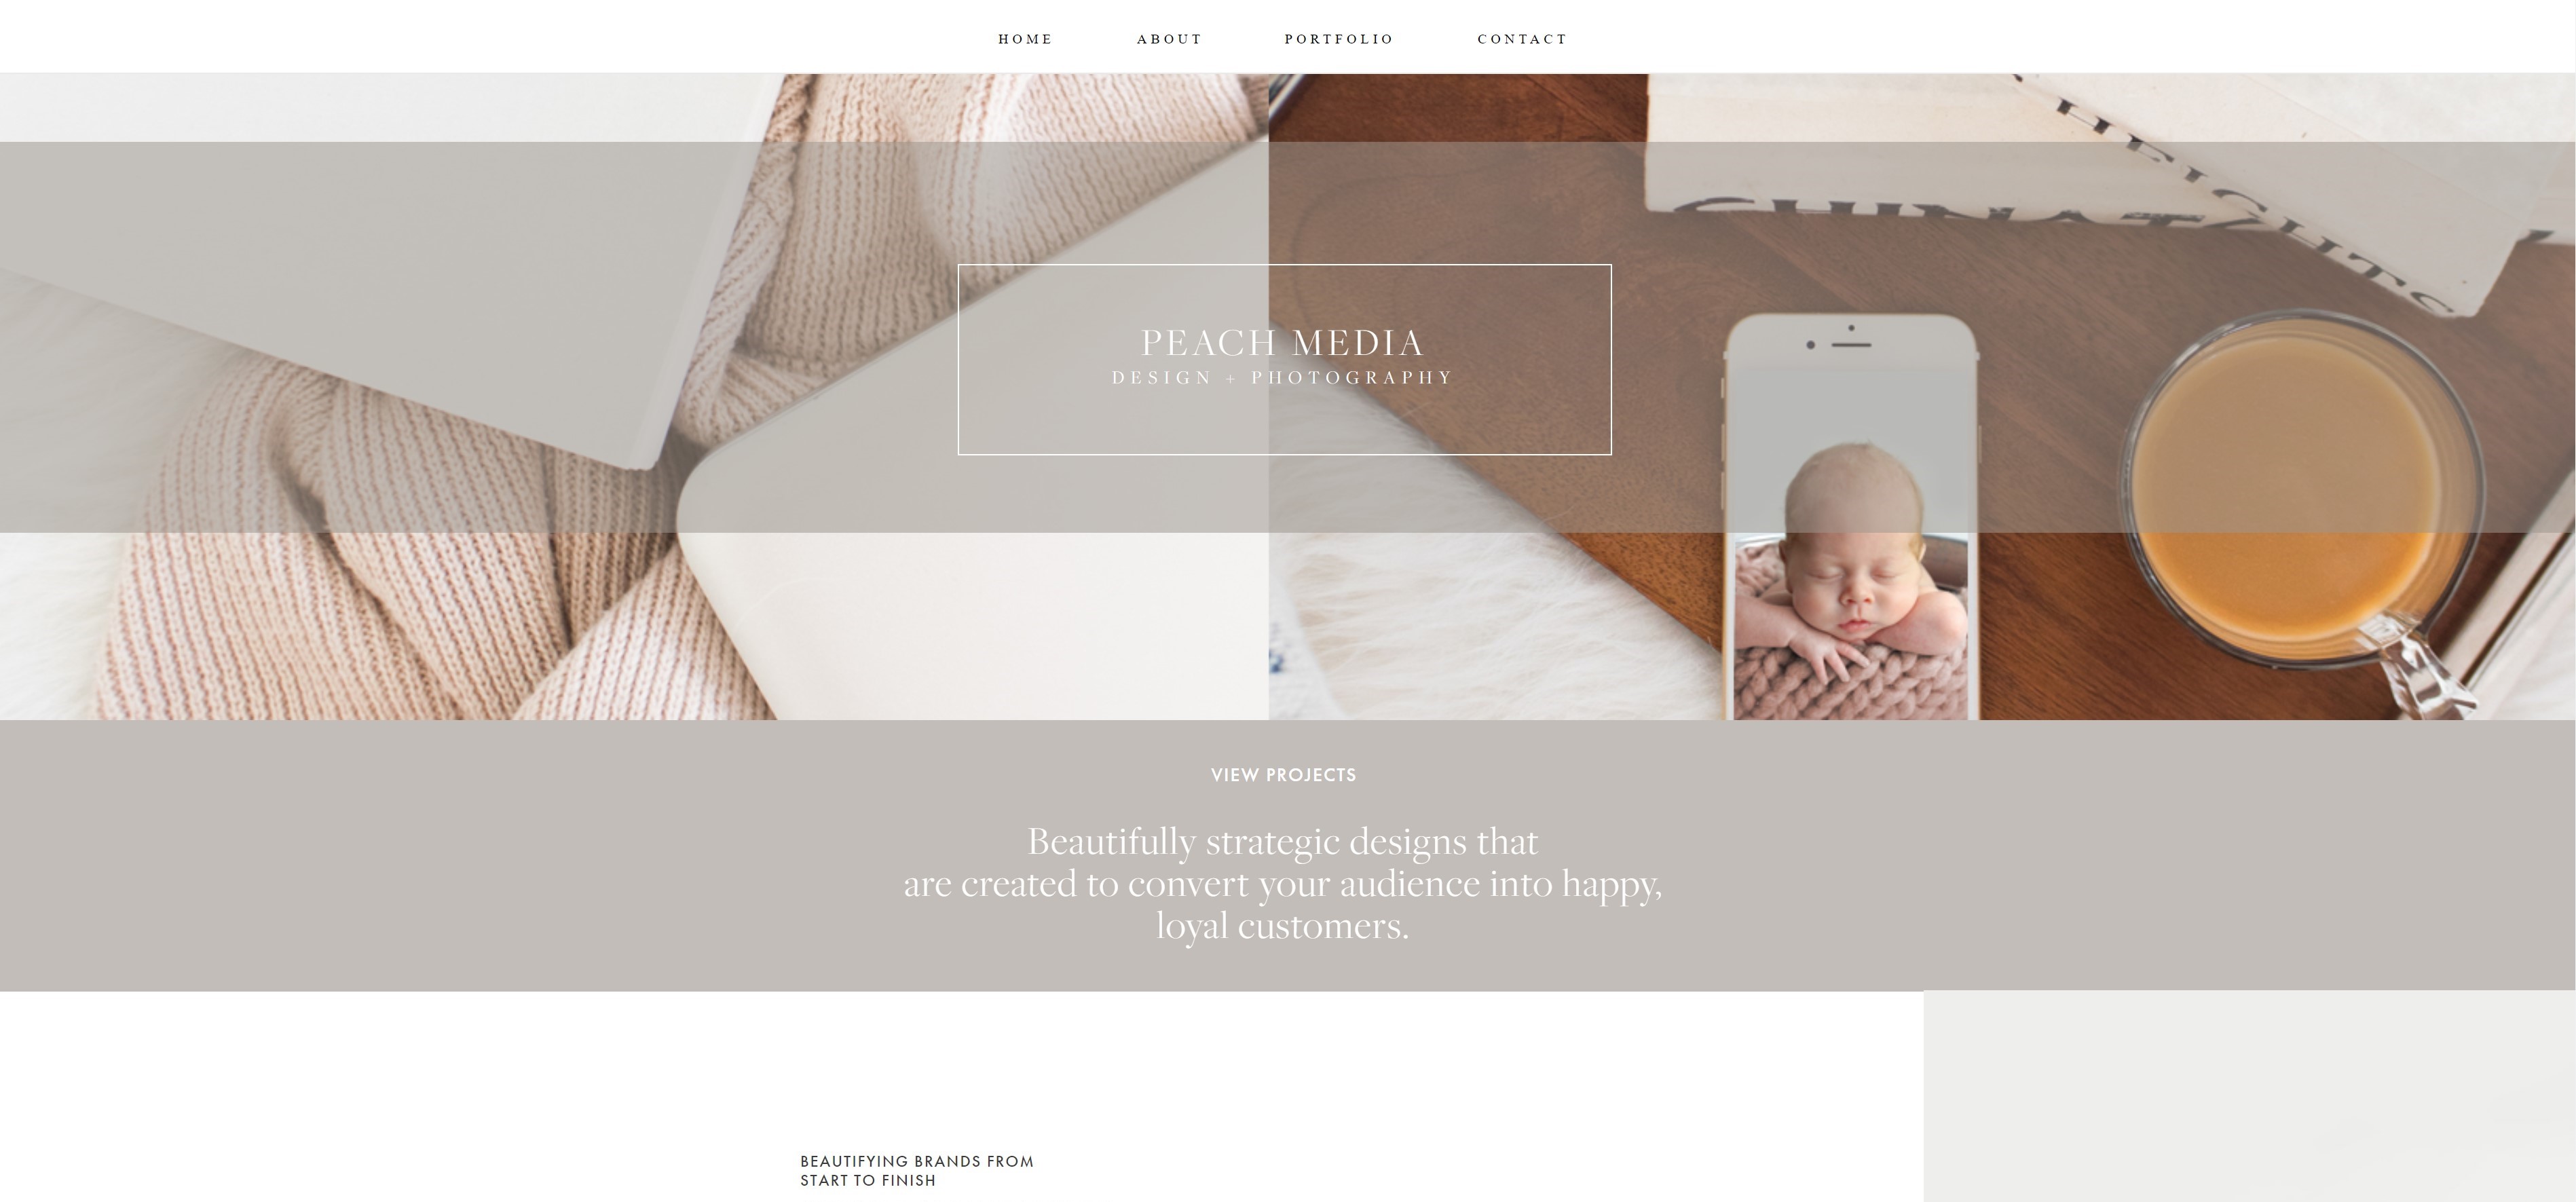 HOME ABOUT PORTFOLIO CONTACT
PEACH MEDIA
DESIGN + PHOTOGRAPHY
VIEW PROJECTS
Beautifully strategic designs that
are created to convert your audience into happy,
loyal customers.
BEAUTIFYING BRANDS FROM
START TO FINISH